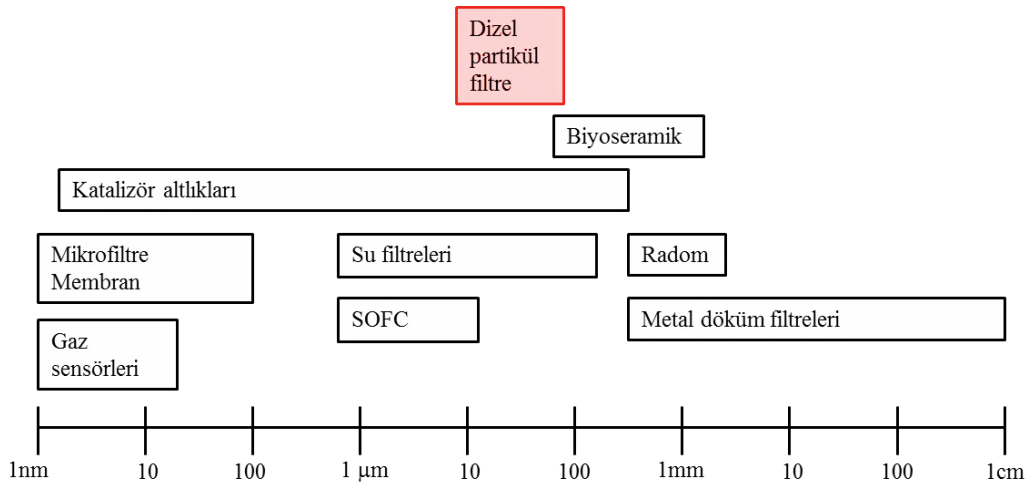 Dizel
partikül
filtre
Biyoseramik
Katalizör altlıkları
Mikrofiltre
Membran
Su filtreleri
Radom
SOFC
Metal döküm filtreleri
Gaz
sensörleri
1nm 10 100 1 μm 10 100 1mm 10 100 1cm